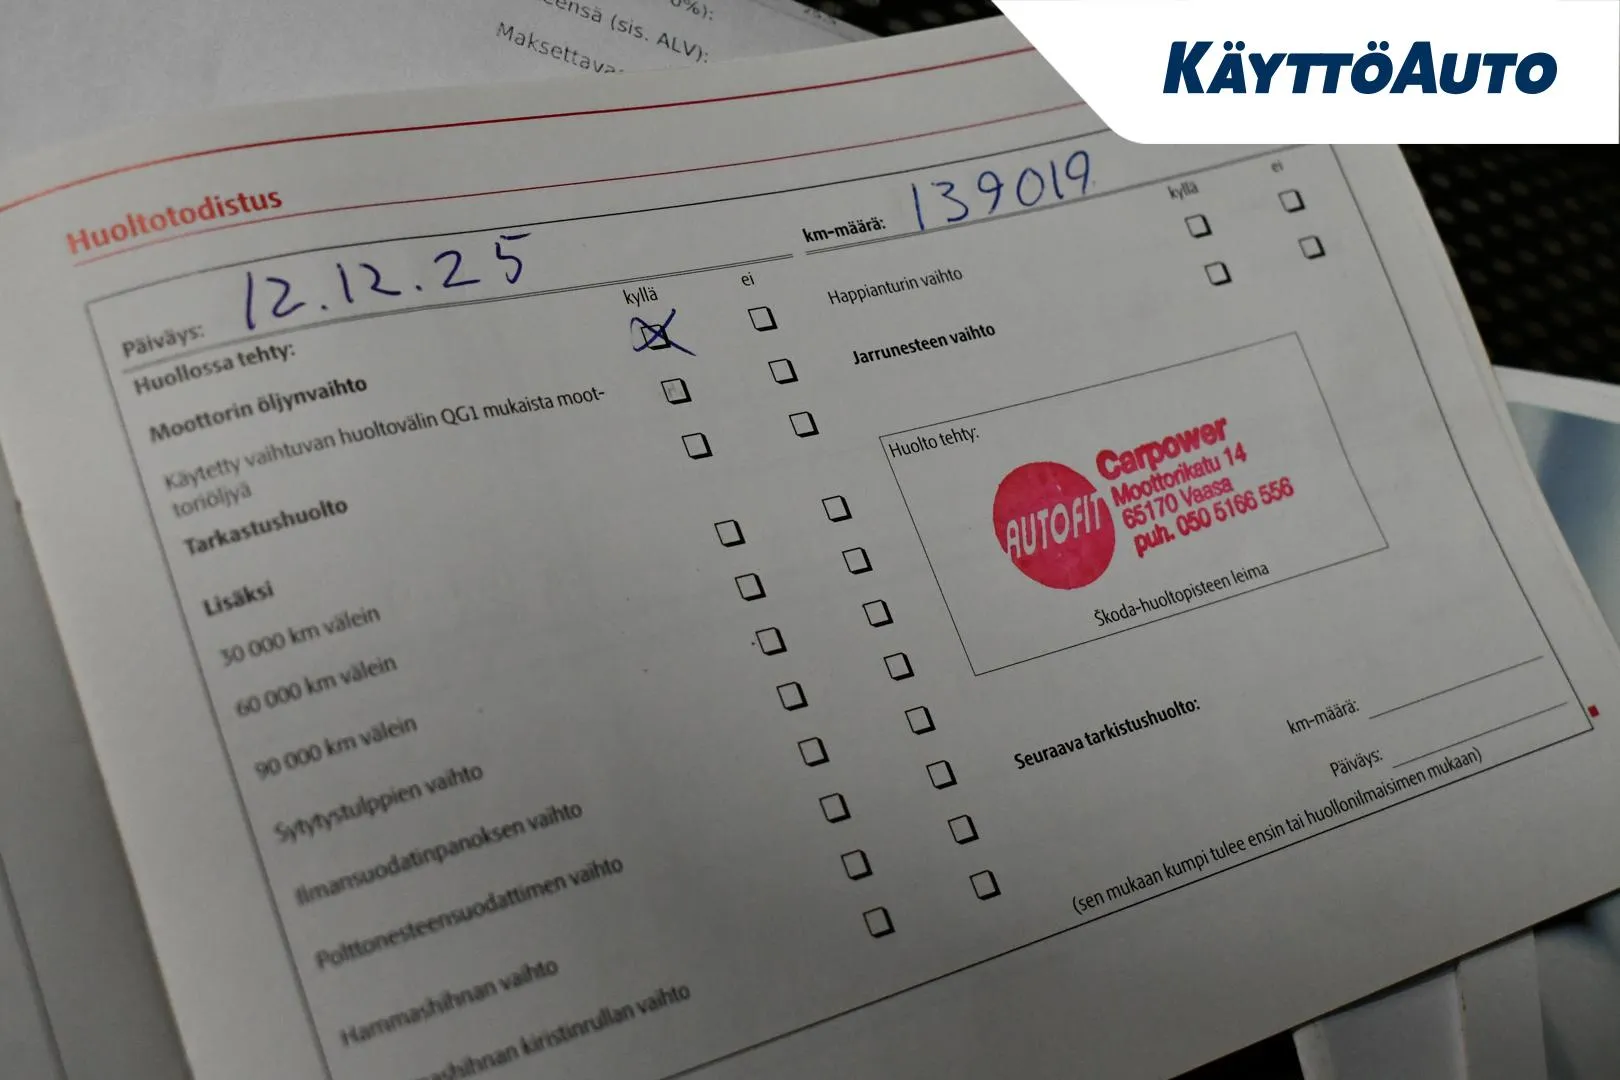 KÄYTTÖAUTO
(sis. ALV):
Huoltotodistus
Päiväys: 12.12.25
km-määrä: 139019
Huollossa tehty:
kyllä ei
Moottorin öljynvaihto
Käytetty vaihtuvan huoltovälin QG1 mukaista moot-
toriöljyä
Tarkastushuolto
Lisäksi
30 000 km välein
60 000 km välein
90 000 km välein
Sytytystulppien vaihto
Ilmansuodatinpanoksen vaihto
Polttonesteensuodattimen vaihto
Hammashihnan vaihto
kiristinrullan vaihto
kyllä ei
Happianturin vaihto
Jarrunesteen vaihto
Huolto tehty:
AUTOFIT
Carpower
Moottorikatu 14
65170 Vaasa
puh. 050 5166 556
Škoda-huoltopisteen leima
Seuraava tarkistushuolto:
km-määrä:
Päiväys:
(sen mukaan kumpi tulee ensin tai huollonilmaisimen mukaan)